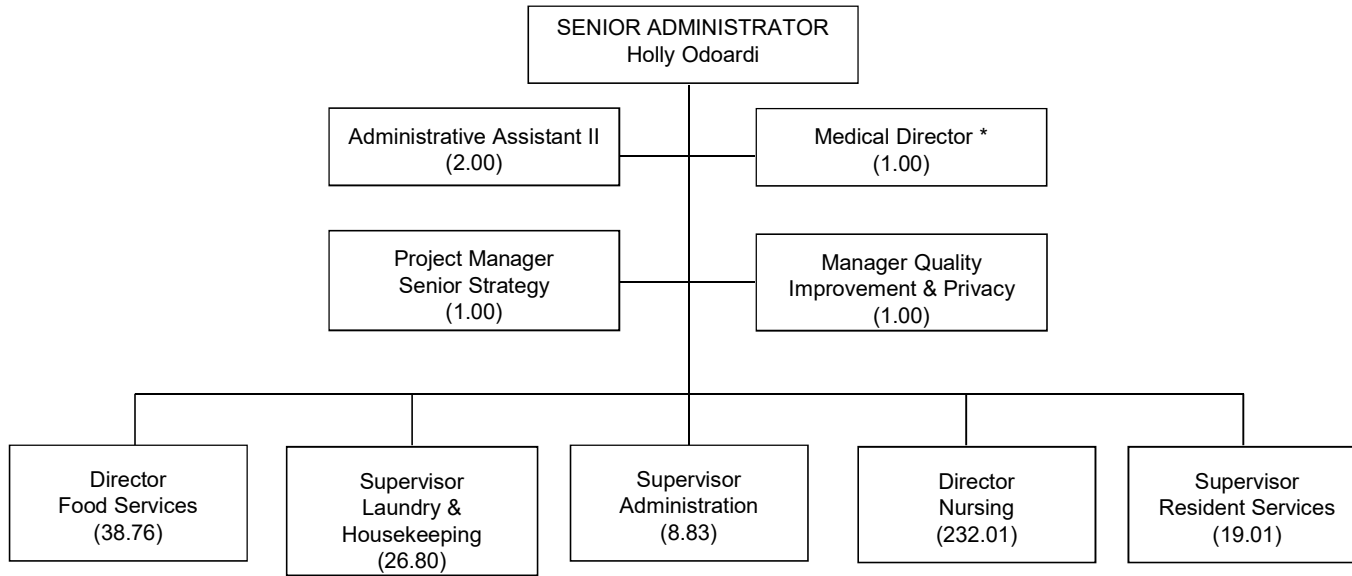 SENIOR ADMINISTRATOR
Holly Odoardi
Administrative Assistant II
(2.00)
Medical Director *
(1.00)
Project Manager
Senior Strategy
(1.00)
Manager Quality
Improvement & Privacy
(1.00)
Director
Food Services
(38.76)
Supervisor
Laundry &
Housekeeping
(26.80)
Supervisor
Administration
(8.83)
Director
Nursing
(232.01)
Supervisor
Resident Services
(19.01)